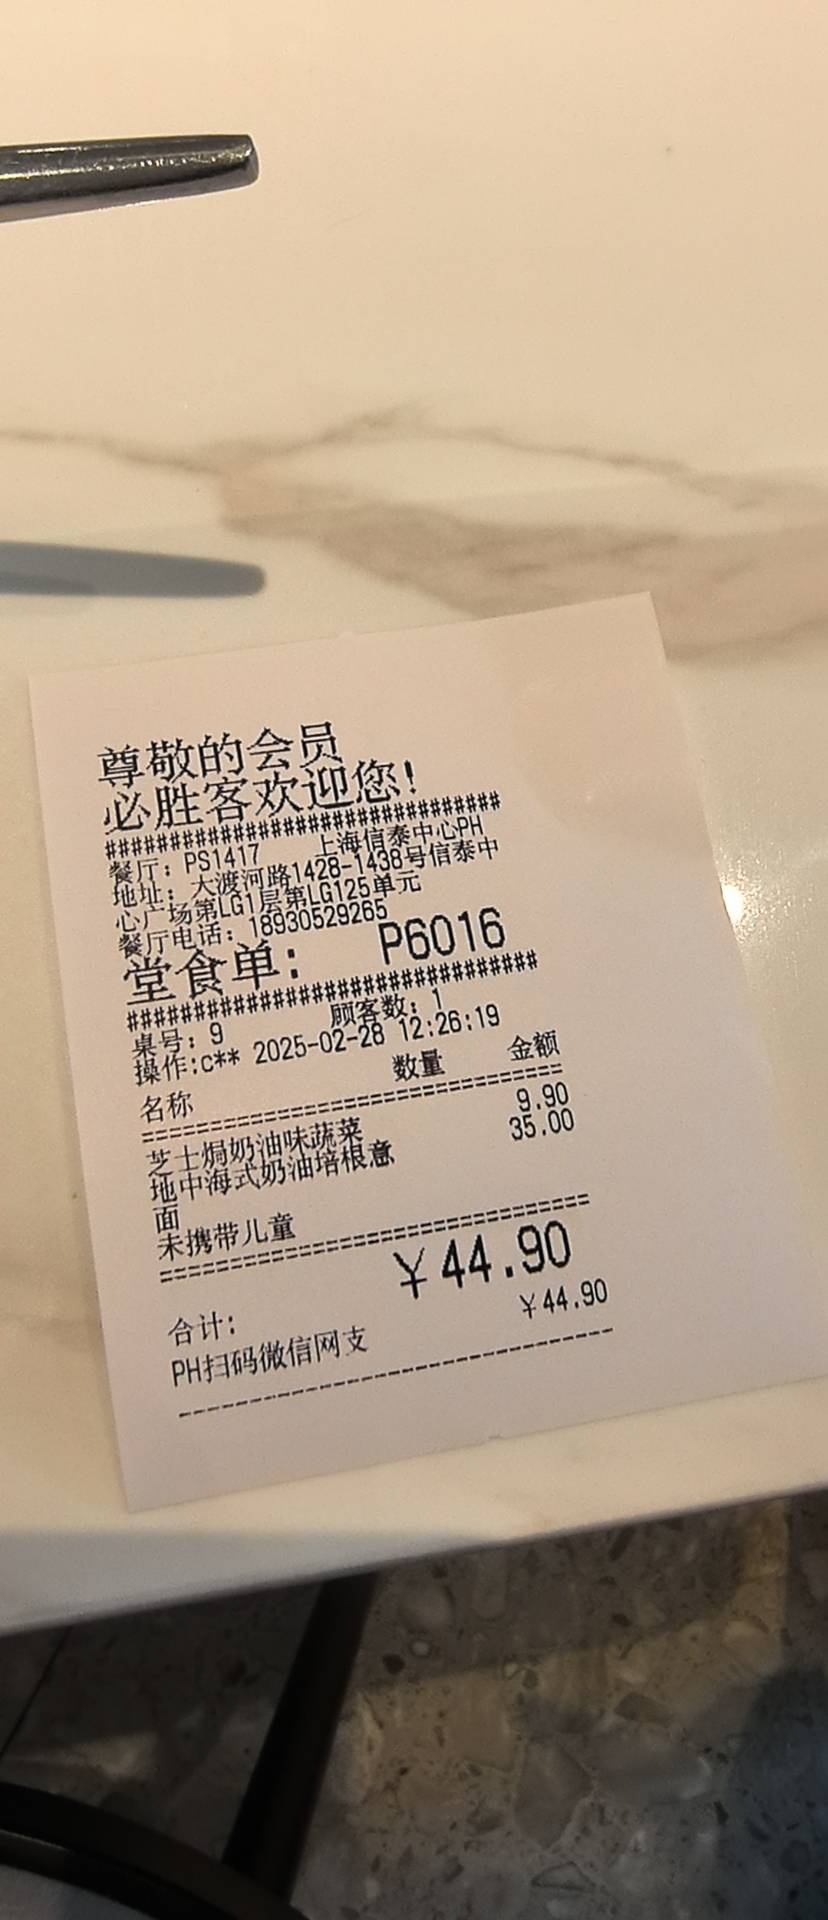 尊敬的会员
必胜客欢迎您!
##############################
餐厅: PS1417 上海信泰中心PH
地址: 大渡河路1428-1438号信泰中
心广场第LG1层第LG125单元
餐厅电话: 18930529265
堂食单: P6016
##############################
桌号: 9 顾客数: 1
操作:c** 2025-02-28 12:26:19
名称 数量 金额
==============================
芝士焗奶油味蔬菜 9.90
地中海式奶油培根意 35.00
面
未携带儿童
==============================
合计: ￥44.90
PH扫码微信网支 ￥44.90
------------------------------